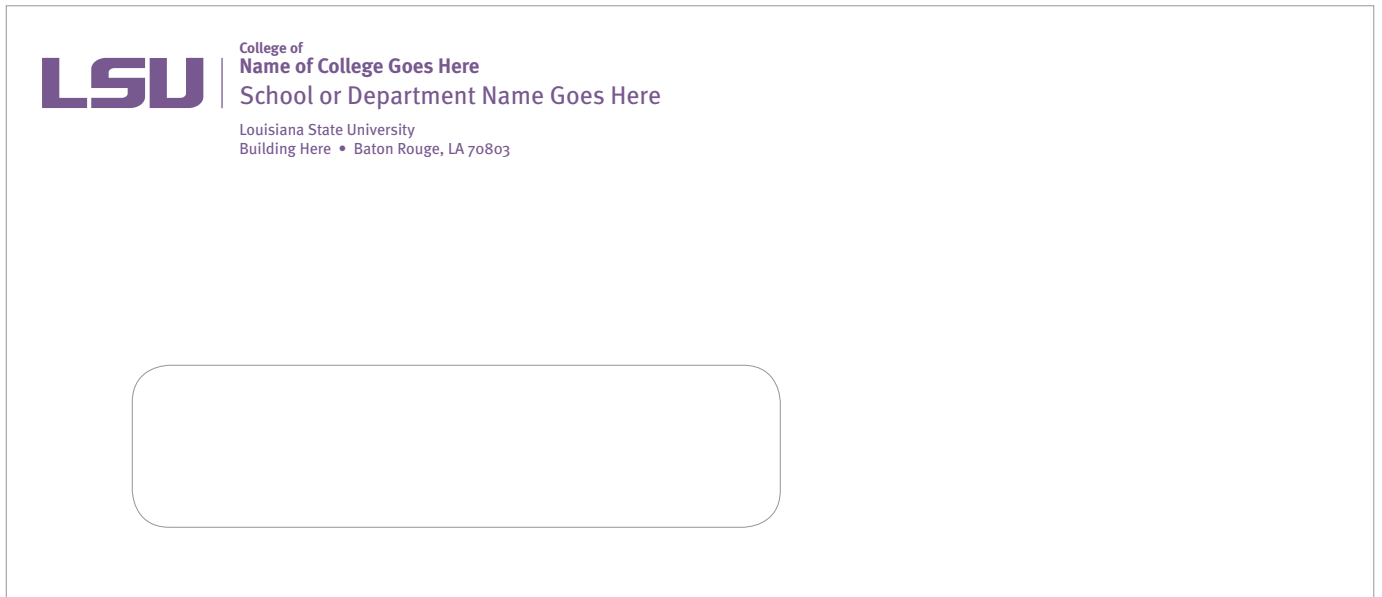 LSU
College of
Name of College Goes Here
School or Department Name Goes Here
Louisiana State University
Building Here • Baton Rouge, LA 70803